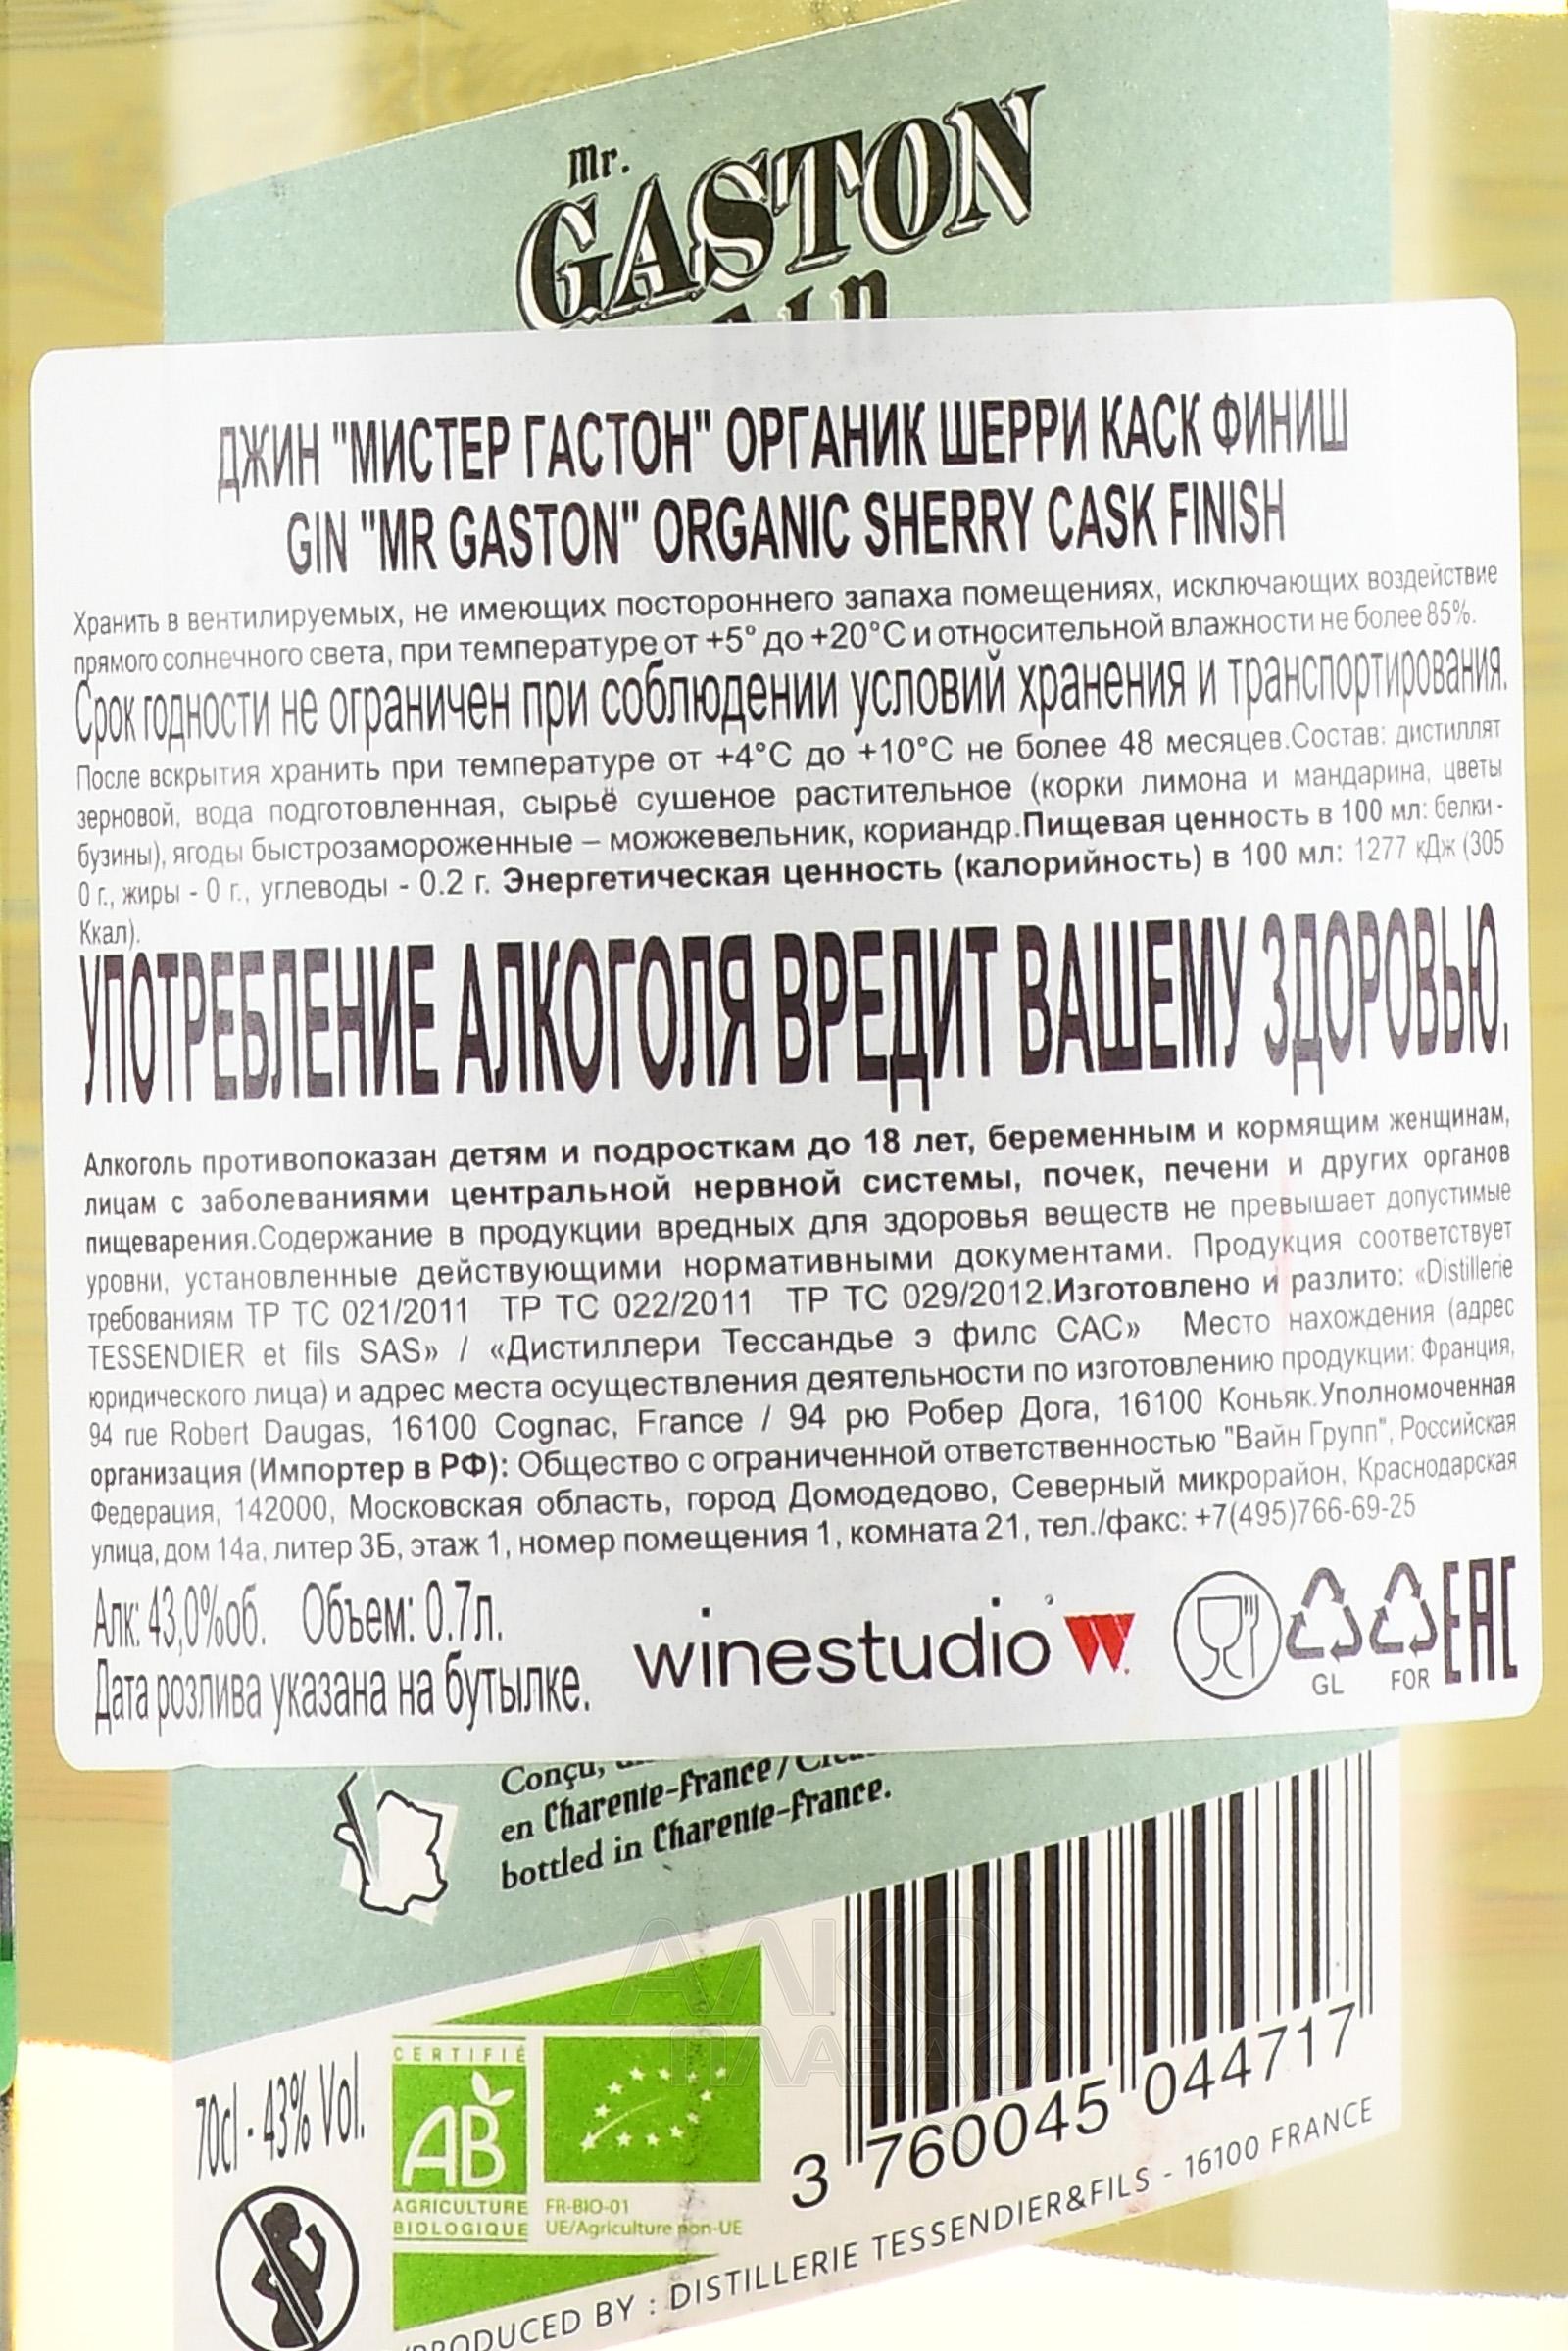 Mr.
GASTON
ДЖИН "МИСТЕР ГАСТОН" ОРГАНИК ШЕРРИ КАСК ФИНИШ
GIN "MR GASTON" ORGANIC SHERRY CASK FINISH
Хранить в вентилируемых, не имеющих постороннего запаха помещениях, исключающих воздействие
прямого солнечного света, при температуре от +5° до +20°С и относительной влажности не более 85%.
Срок годности не ограничен при соблюдении условий хранения и транспортирования.
После вскрытия хранить при температуре от +4°С до +10°С не более 48 месяцев.Состав: дистиллят
зерновой, вода подготовленная, сырьё сушеное растительное (корки лимона и мандарина, цветы
бузины), ягоды быстрозамороженные – можжевельник, кориандр.Пищевая ценность в 100 мл: белки -
0 г., жиры - 0 г., углеводы - 0.2 г. Энергетическая ценность (калорийность) в 100 мл: 1277 кДж (305
Ккал).
УПОТРЕБЛЕНИЕ АЛКОГОЛЯ ВРЕДИТ ВАШЕМУ ЗДОРОВЬЮ.
Алкоголь противопоказан детям и подросткам до 18 лет, беременным и кормящим женщинам,
лицам с заболеваниями центральной нервной системы, почек, печени и других органов
пищеварения.Содержание в продукции вредных для здоровья веществ не превышает допустимые
уровни, установленные действующими нормативными документами. Продукция соответствует
требованиям ТР ТС 021/2011 ТР ТС 022/2011 ТР ТС 029/2012.Изготовлено и разлито: «Distillerie
TESSENDIER et fils SAS» / «Дистиллери Тессандье э филс САС» Место нахождения (адрес
юридического лица) и адрес места осуществления деятельности по изготовлению продукции: Франция,
94 rue Robert Daugas, 16100 Cognac, France / 94 рю Робер Дога, 16100 Коньяк.Уполномоченная
организация (Импортер в РФ): Общество с ограниченной ответственностью "Вайн Групп", Российская
Федерация, 142000, Московская область, город Домодедово, Северный микрорайон, Краснодарская
улица, дом 14а, литер 3Б, этаж 1, номер помещения 1, комната 21, тел./факс: +7(495)766-69-25
Алк: 43,0%об. Объем: 0.7л.
Дата розлива указана на бутылке.
winestudio W.
GL
FOR
EAC
Conçu,
en Charente-France /
bottled in Charente-France.
АЛКО
ПЛАЗА
70cl - 43% Vol.
CERTIFIÉ
AB
AGRICULTURE
BIOLOGIQUE
FR-BIO-01
UE/Agriculture non-UE
3 760045 044717
PRODUCED BY : DISTILLERIE TESSENDIER&FILS - 16100 FRANCE